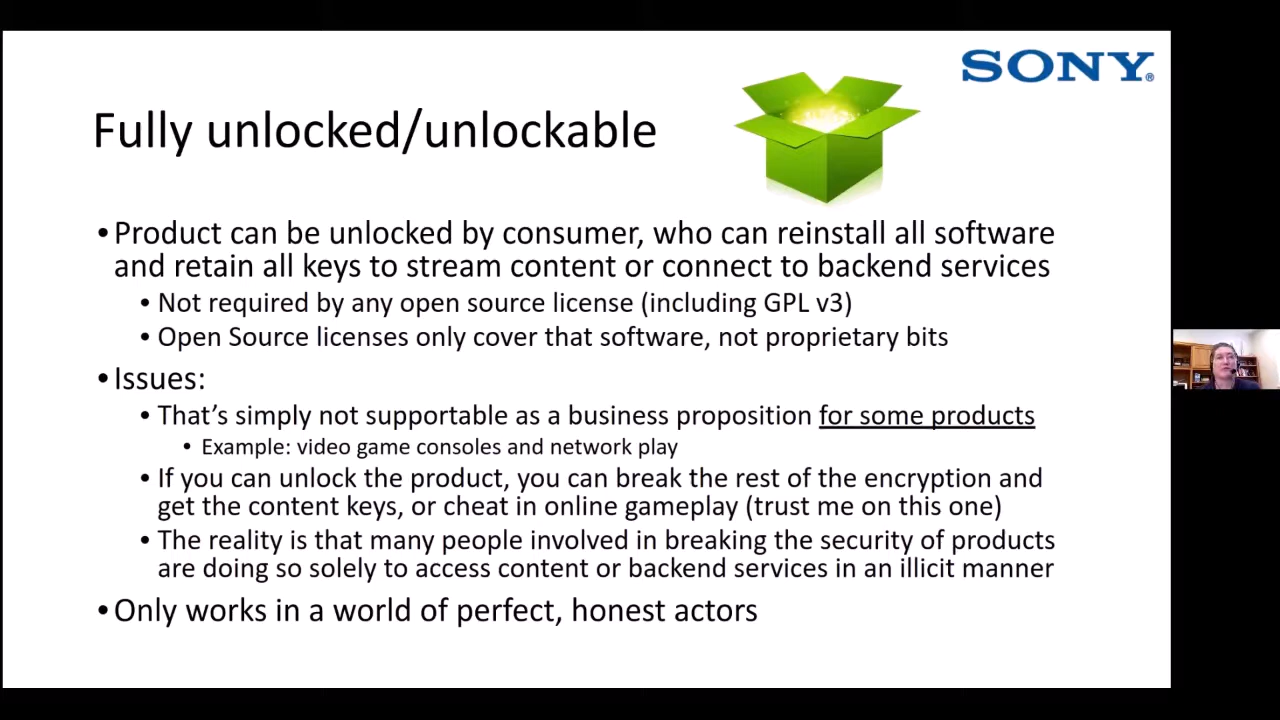 SONY®
Fully unlocked/unlockable
•Product can be unlocked by consumer, who can reinstall all software
and retain all keys to stream content or connect to backend services
• Not required by any open source license (including GPL v3)
• Open Source licenses only cover that software, not proprietary bits
•Issues:
• That's simply not supportable as a business proposition for some products
• Example: video game consoles and network play
• If you can unlock the product, you can break the rest of the encryption and
get the content keys, or cheat in online gameplay (trust me on this one)
• The reality is that many people involved in breaking the security of products
are doing so solely to access content or backend services in an illicit manner
•Only works in a world of perfect, honest actors